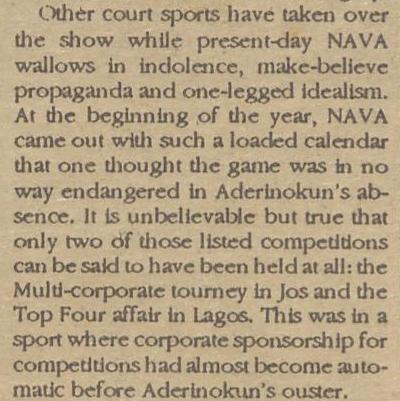 Other court sports have taken over
the show while present-day NAVA
wallows in indolence, make-believe
propaganda and one-legged idealism.
At the beginning of the year, NAVA
came out with such a loaded calendar
that one thought the game was in no
way endangered in Aderinokun's ab-
sence. It is unbelievable but true that
only two of those listed competitions
can be said to have been held at all: the
Multi-corporate tourney in Jos and the
Top Four affair in Lagos. This was in a
sport where corporate sponsorship for
competitions had almost become auto-
matic before Aderinokun's ouster.